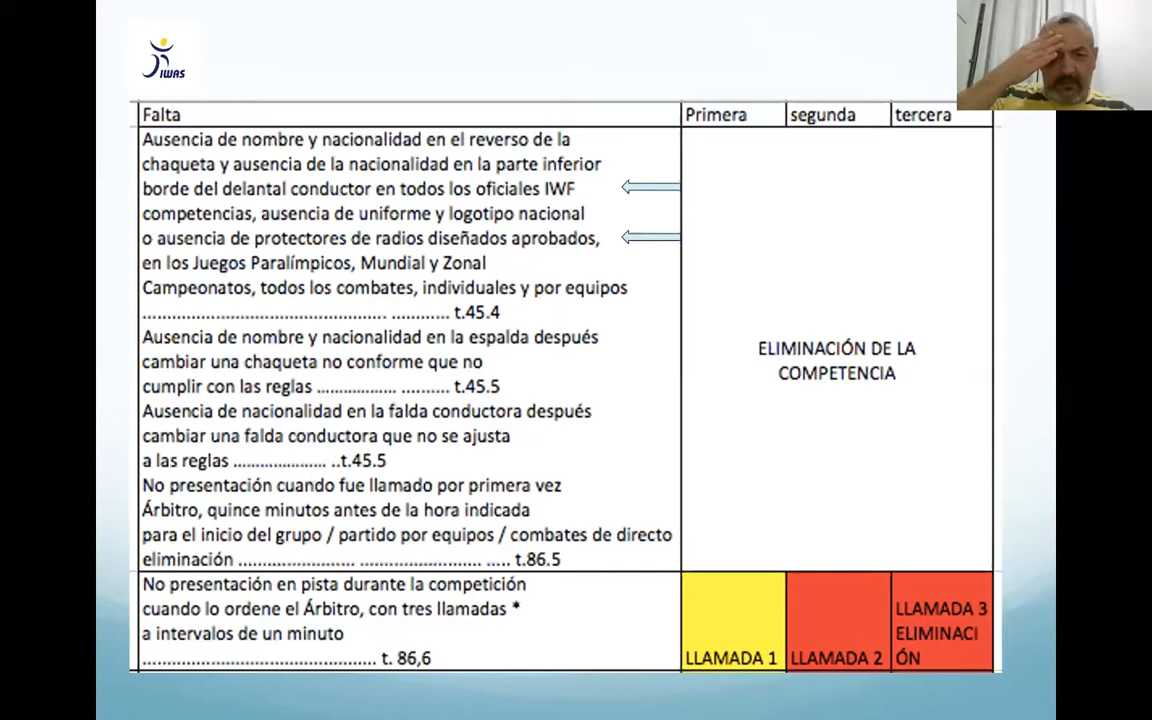 IWAS
Falta Primera segunda tercera
Ausencia de nombre y nacionalidad en el reverso de la
chaqueta y ausencia de la nacionalidad en la parte inferior
borde del delantal conductor en todos los oficiales IWF
competencias, ausencia de uniforme y logotipo nacional
o ausencia de protectores de radios diseñados aprobados,
en los Juegos Paralímpicos, Mundial y Zonal
Campeonatos, todos los combates, individuales y por equipos
................................................. ............ t.45.4
Ausencia de nombre y nacionalidad en la espalda después
cambiar una chaqueta no conforme que no
cumplir con las reglas .................... .......... t.45.5
Ausencia de nacionalidad en la falda conductora después
cambiar una falda conductora que no se ajusta
a las reglas ..................... ..t.45.5
No presentación cuando fue llamado por primera vez
Árbitro, quince minutos antes de la hora indicada
para el inicio del grupo / partido por equipos / combates de directo
eliminación ........................ .......................... ..... t.86.5
ELIMINACIÓN DE LA
COMPETENCIA
No presentación en pista durante la competición
cuando lo ordene el Árbitro, con tres llamadas *
a intervalos de un minuto
................................................ t. 86,6
LLAMADA 1
LLAMADA 2
LLAMADA 3
ELIMINACI
ÓN